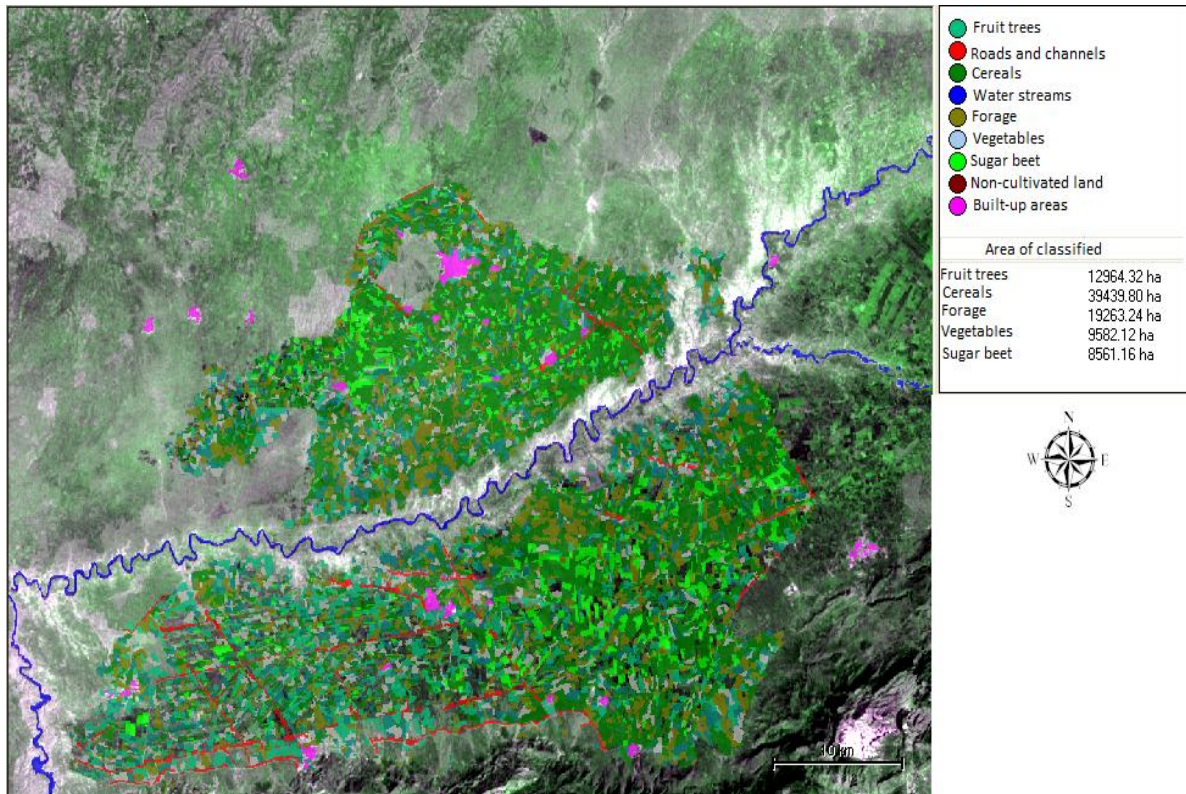 Fruit trees
Roads and channels
Cereals
Water streams
Forage
Vegetables
Sugar beet
Non-cultivated land
Built-up areas
Area of classified
Fruit trees 12964.32 ha
Cereals 39439.80 ha
Forage 19263.24 ha
Vegetables 9582.12 ha
Sugar beet 8561.16 ha
N
W E
S
10 km